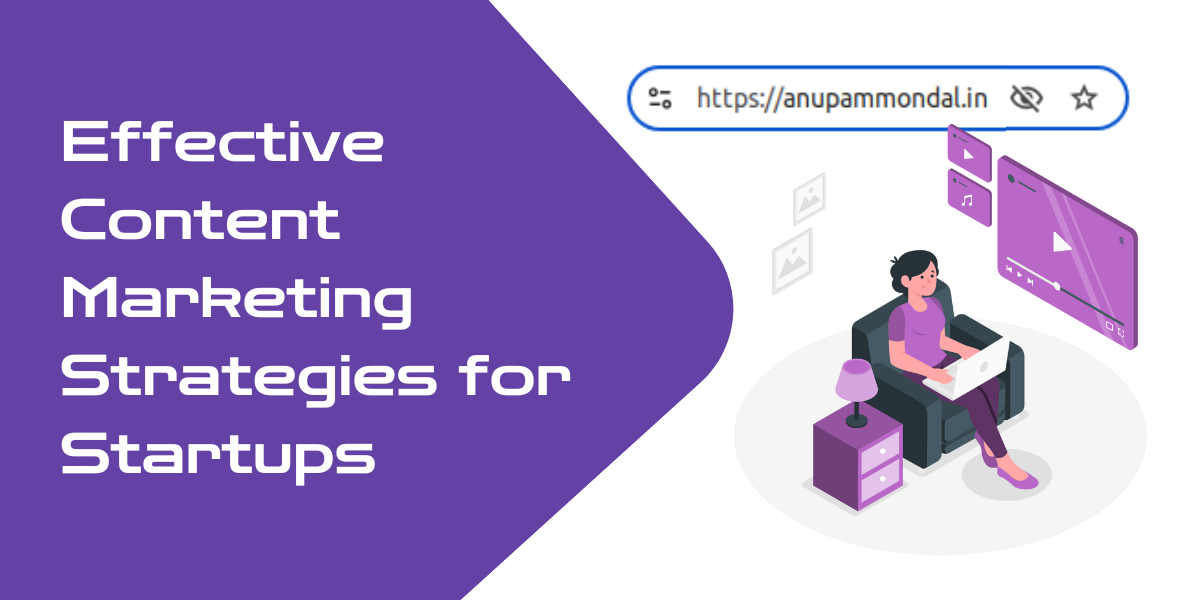 Effective
Content
Marketing
Strategies for
Startups
https://anupammondal.in